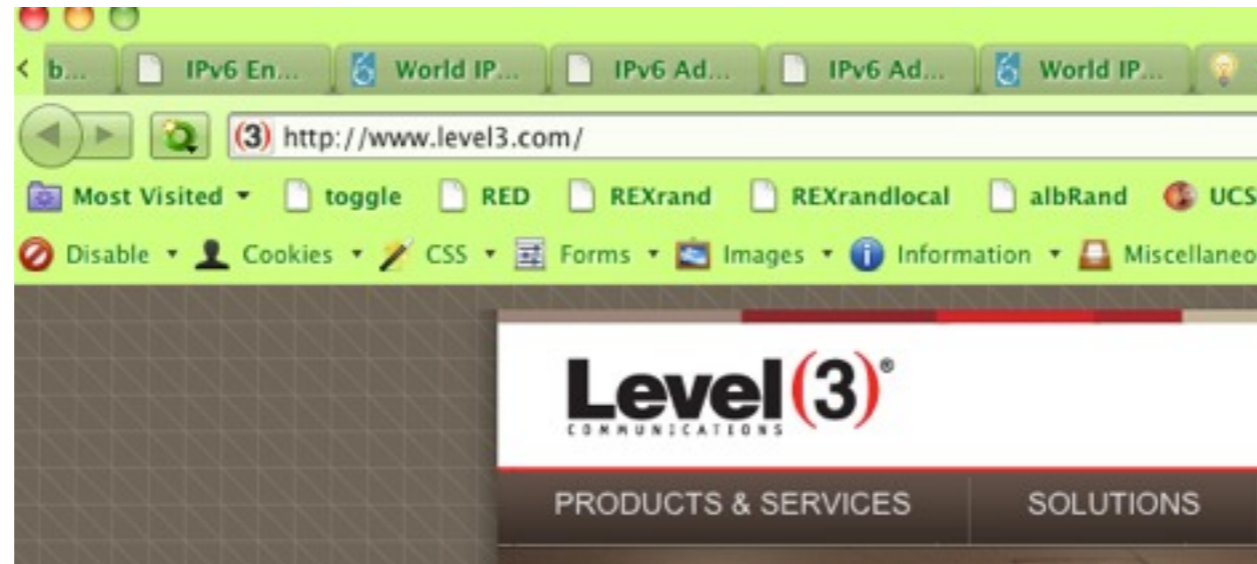 b... IPv6 En... World IP... IPv6 Ad... IPv6 Ad... World IP...
(3) http://www.level3.com/
Most Visited toggle RED REXrand REXrandlocal albRand UCS
Disable Cookies CSS Forms Images Information Miscellaneo
Level(3)®
COMMUNICATIONS
PRODUCTS & SERVICES SOLUTIONS